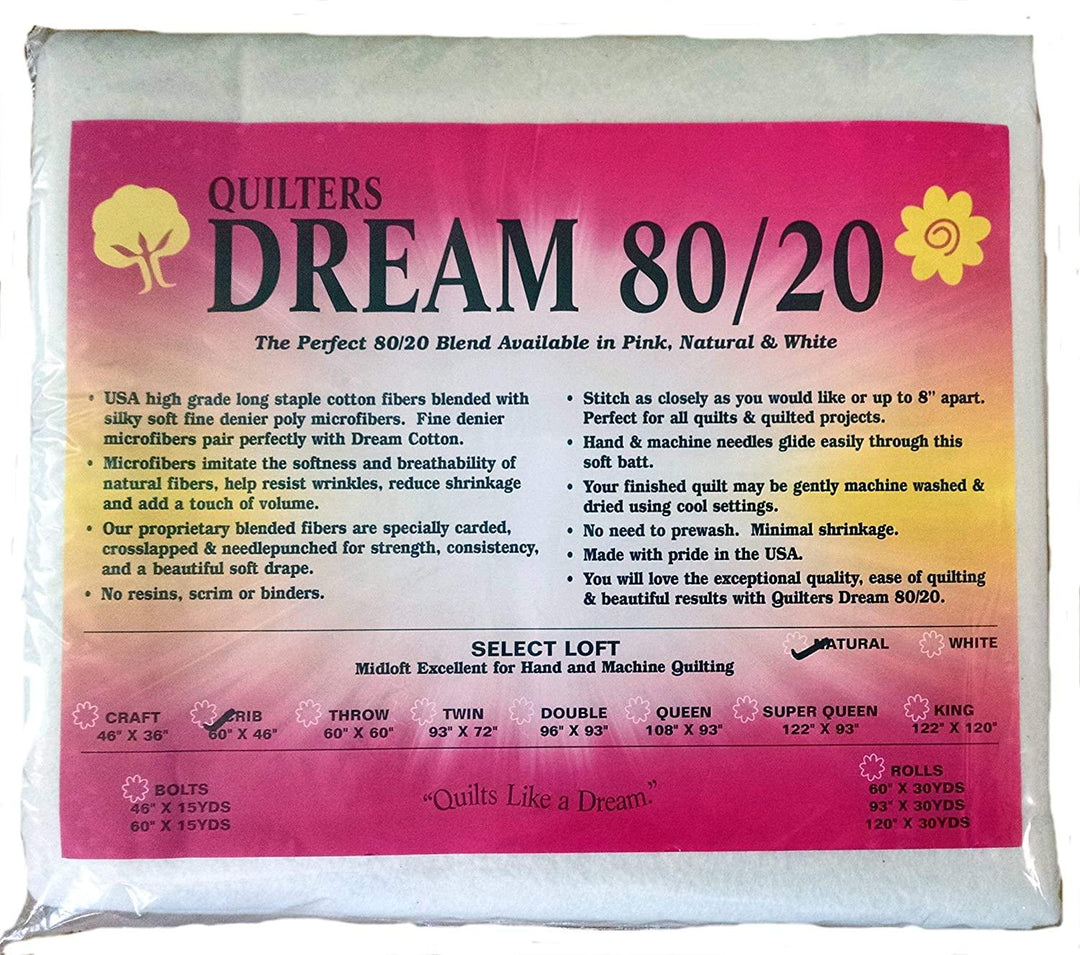 QUILTERS
DREAM 80/20
The Perfect 80/20 Blend Available in Pink, Natural & White
• USA high grade long staple cotton fibers blended with
silky soft fine denier poly microfibers. Fine denier
microfibers pair perfectly with Dream Cotton.
• Microfibers imitate the softness and breathability of
natural fibers, help resist wrinkles, reduce shrinkage
and add a touch of volume.
• Our proprietary blended fibers are specially carded,
crosslapped & needlepunched for strength, consistency,
and a beautiful soft drape.
• No resins, scrim or binders.
• Stitch as closely as you would like or up to 8" apart.
Perfect for all quilts & quilted projects.
• Hand & machine needles glide easily through this
soft batt.
• Your finished quilt may be gently machine washed &
dried using cool settings.
• No need to prewash. Minimal shrinkage.
• Made with pride in the USA.
• You will love the exceptional quality, ease of quilting
& beautiful results with Quilters Dream 80/20.
SELECT LOFT
Midloft Excellent for Hand and Machine Quilting
NATURAL
WHITE
CRAFT
46" X 36"
CRIB
60" X 46"
THROW
60" X 60"
TWIN
93" X 72"
DOUBLE
96" X 93"
QUEEN
108" X 93"
SUPER QUEEN
122" X 93"
KING
122" X 120"
BOLTS
46" X 15YDS
60" X 15YDS
"Quilts Like a Dream."
ROLLS
60" X 30YDS
93" X 30YDS
120" X 30YDS